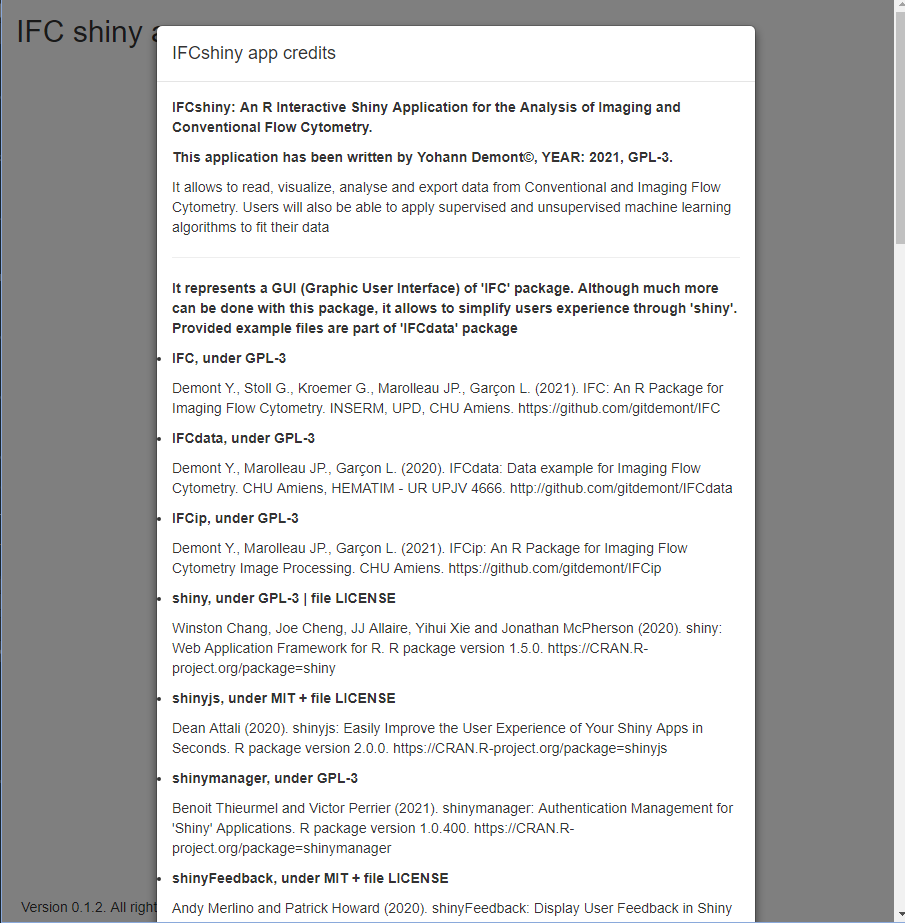 IFC shiny a
IFCshiny app credits
IFCshiny: An R Interactive Shiny Application for the Analysis of Imaging and
Conventional Flow Cytometry.
This application has been written by Yohann Demont©, YEAR: 2021, GPL-3.
It allows to read, visualize, analyse and export data from Conventional and Imaging Flow
Cytometry. Users will also be able to apply supervised and unsupervised machine learning
algorithms to fit their data
It represents a GUI (Graphic User Interface) of 'IFC' package. Although much more
can be done with this package, it allows to simplify users experience through 'shiny'.
Provided example files are part of 'IFCdata' package
• IFC, under GPL-3
Demont Y., Stoll G., Kroemer G., Marolleau JP., Garçon L. (2021). IFC: An R Package for
Imaging Flow Cytometry. INSERM, UPD, CHU Amiens. https://github.com/gitdemont/IFC
• IFCdata, under GPL-3
Demont Y., Marolleau JP., Garçon L. (2020). IFCdata: Data example for Imaging Flow
Cytometry. CHU Amiens, HEMATIM - UR UPJV 4666. http://github.com/gitdemont/IFCdata
• IFCip, under GPL-3
Demont Y., Marolleau JP., Garçon L. (2021). IFCip: An R Package for Imaging Flow
Cytometry Image Processing. CHU Amiens. https://github.com/gitdemont/IFCip
• shiny, under GPL-3 | file LICENSE
Winston Chang, Joe Cheng, JJ Allaire, Yihui Xie and Jonathan McPherson (2020). shiny:
Web Application Framework for R. R package version 1.5.0. https://CRAN.R-
project.org/package=shiny
• shinyjs, under MIT + file LICENSE
Dean Attali (2020). shinyjs: Easily Improve the User Experience of Your Shiny Apps in
Seconds. R package version 2.0.0. https://CRAN.R-project.org/package=shinyjs
• shinymanager, under GPL-3
Benoit Thieurmel and Victor Perrier (2021). shinymanager: Authentication Management for
'Shiny' Applications. R package version 1.0.400. https://CRAN.R-
project.org/package=shinymanager
• shinyFeedback, under MIT + file LICENSE
Andy Merlino and Patrick Howard (2020). shinyFeedback: Display User Feedback in Shiny
Version 0.1.2. All right